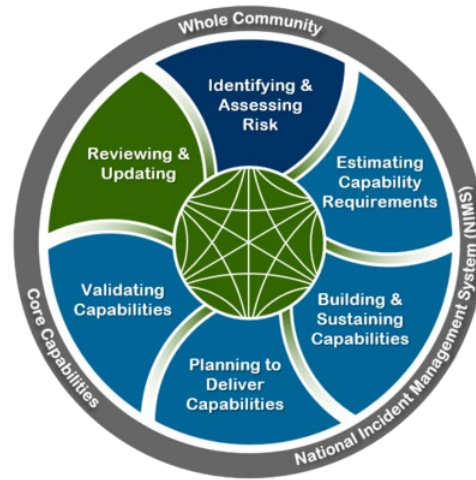 Whole Community
Identifying &
Assessing
Risk
Estimating
Capability
Requirements
Building &
Sustaining
Capabilities
Planning to
Deliver
Capabilities
Validating
Capabilities
Reviewing &
Updating
National Incident Management System (NIMS)
Core Capabilities